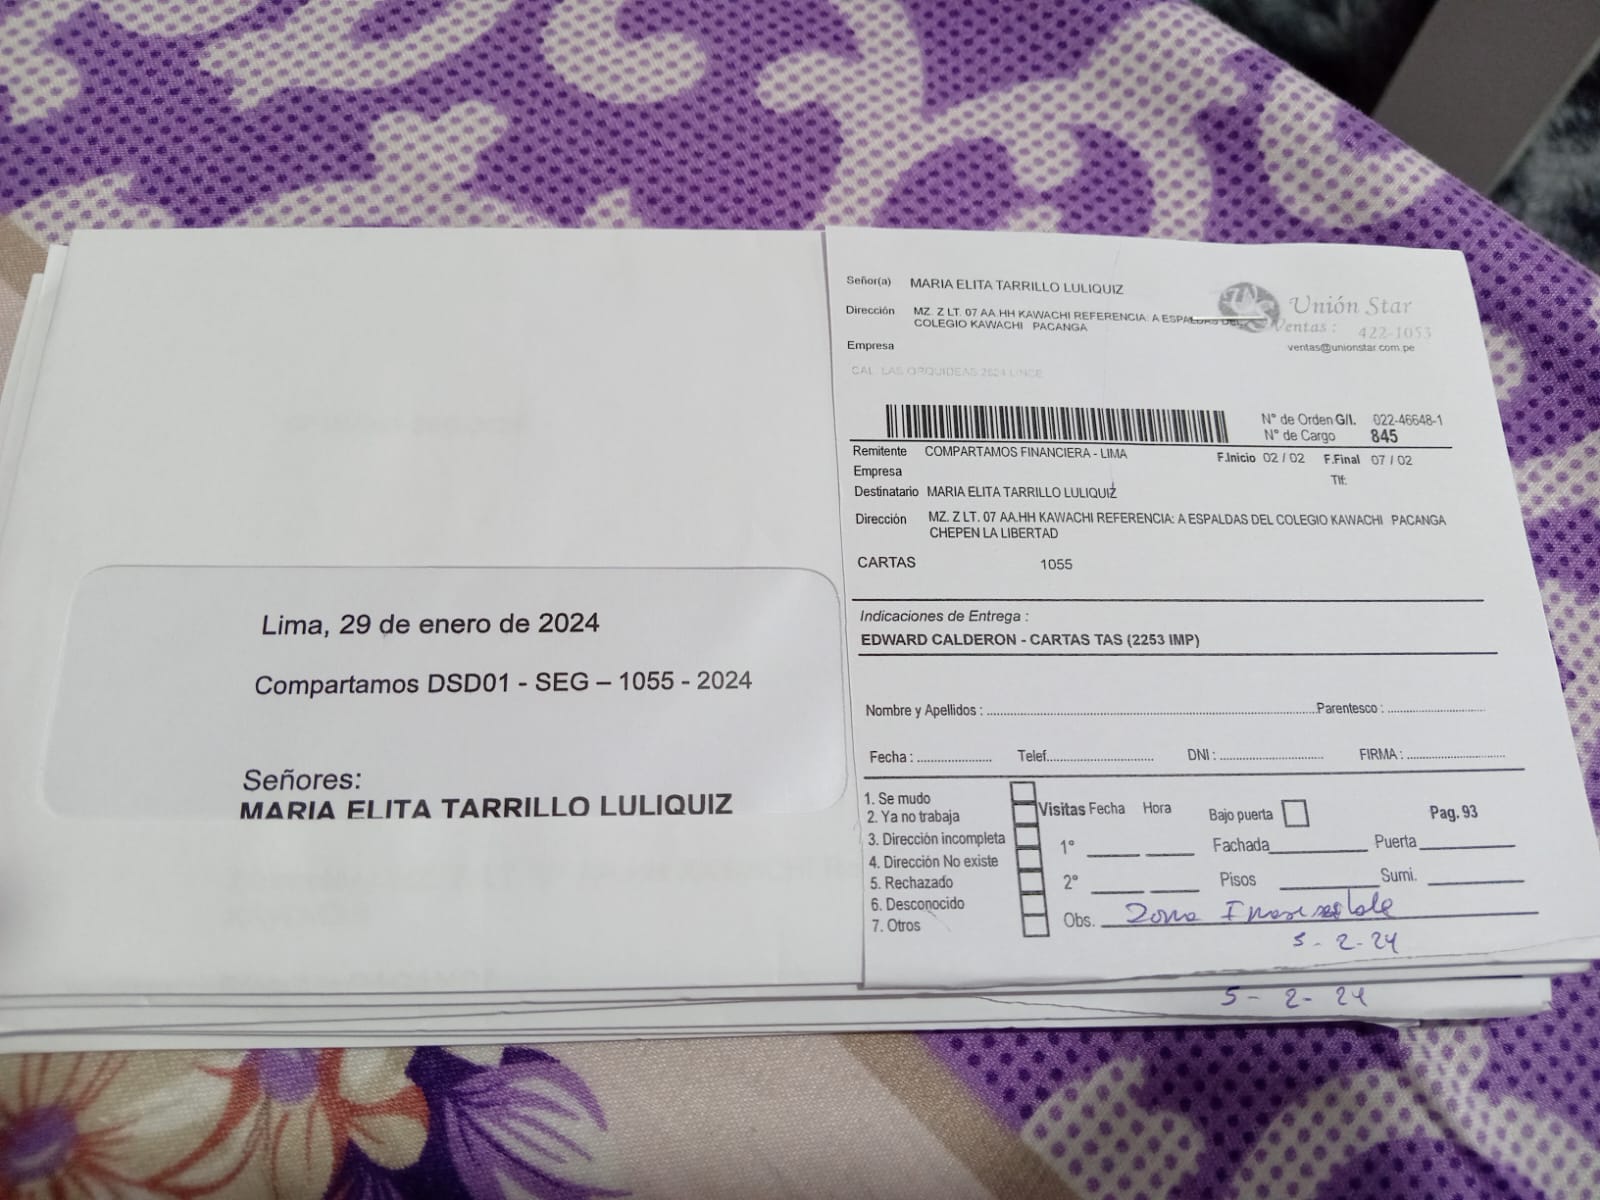 Lima, 29 de enero de 2024
Compartamos DSD01 - SEG – 1055 - 2024
Señores:
MARIA ELITA TARRILLO LULIQUIZ
Señor(a) MARIA ELITA TARRILLO LULIQUIZ
Dirección MZ. Z LT. 07 AA.HH KAWACHI REFERENCIA: A ESPALDAS DEL
COLEGIO KAWACHI PACANGA
Empresa
CAL. LAS ORQUIDEAS 2624 LINCE
Unión Star
Ventas : 422-1053
ventas@unionstar.com.pe
N° de Orden G/I. 022-46648-1
N° de Cargo 845
Remitente COMPARTAMOS FINANCIERA - LIMA F.Inicio 02 / 02 F.Final 07 / 02
Empresa Tlf:
Destinatario MARIA ELITA TARRILLO LULIQUIZ
Dirección MZ. Z LT. 07 AA.HH KAWACHI REFERENCIA: A ESPALDAS DEL COLEGIO KAWACHI PACANGA
CHEPEN LA LIBERTAD
CARTAS 1055
Indicaciones de Entrega :
EDWARD CALDERON - CARTAS TAS (2253 IMP)
Nombre y Apellidos : Parentesco :
Fecha : Telef. DNI : FIRMA :
1. Se mudo
2. Ya no trabaja
3. Dirección incompleta
4. Dirección No existe
5. Rechazado
6. Desconocido
7. Otros
Visitas Fecha Hora
1°
2°
Bajo puerta Pag. 93
Fachada Puerta
Pisos Sumi.
Obs. Zona
5 - 2 - 24
5 - 2 - 24